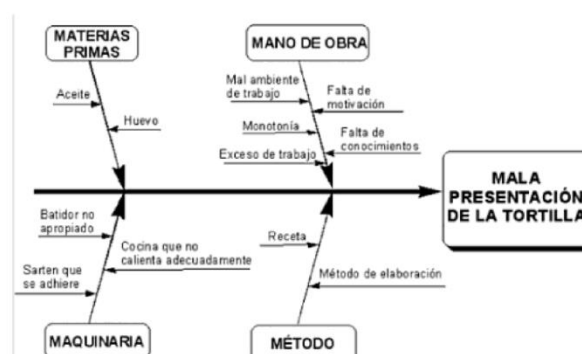 MATERIAS
PRIMAS
Aceite
Huevo
MANO DE OBRA
Mal ambiente
de trabajo
Falta de
motivación
Monotonía
Falta de
conocimientos
Exceso de trabajo
MALA
PRESENTACIÓN
DE LA TORTILLA
Batidor no
apropiado
Cocina que no
calienta adecuadamente
Sarten que
se adhiere
MAQUINARIA
Receta
Método de elaboración
MÉTODO